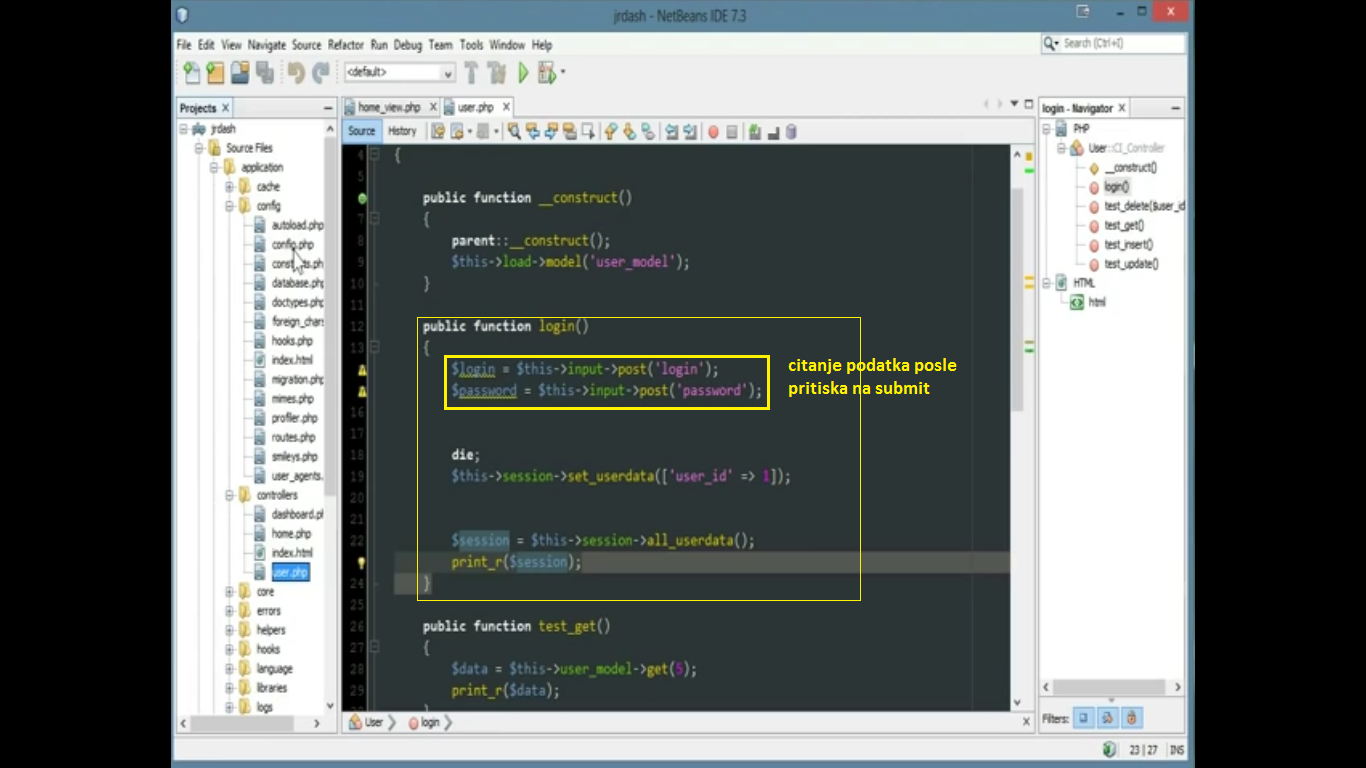 jrdash - NetBeans IDE 7.3
File Edit View Navigate Source Refactor Run Debug Team Tools Window Help
Search (Ctrl+I)
<default>
Projects
home_view.php
user.php
login - Navigator
Source
History
jrdash
Source Files
application
cache
config
autoload.php
config.php
database.php
doctypes.php
foreign_chars
hooks.php
index.html
migration.php
mimes.php
profiler.php
routes.php
smileys.php
user_agents.
controllers
dashboard.ph
home.php
index.html
user.php
core
errors
helpers
hooks
language
libraries
logs
4 {
5
public function __construct()
7 {
8 parent::__construct();
9 $this->load->model('user_model');
10 }
11
12 public function login()
13 {
$login = $this->input->post('login');
$password = $this->input->post('password');
16
17
18 die;
19 $this->session->set_userdata(['user_id' => 1]);
20
21
22 $session = $this->session->all_userdata();
print_r($session);
24 }
25
26 public function test_get()
27 {
28 $data = $this->user_model->get(5);
29 print_r($data);
citanje podatka posle
pritiska na submit
PHP
User::CI_Controller
__construct()
login()
test_delete($user_id
test_get()
test_insert()
test_update()
HTML
html
User
login
Filters:
23 | 27 INS